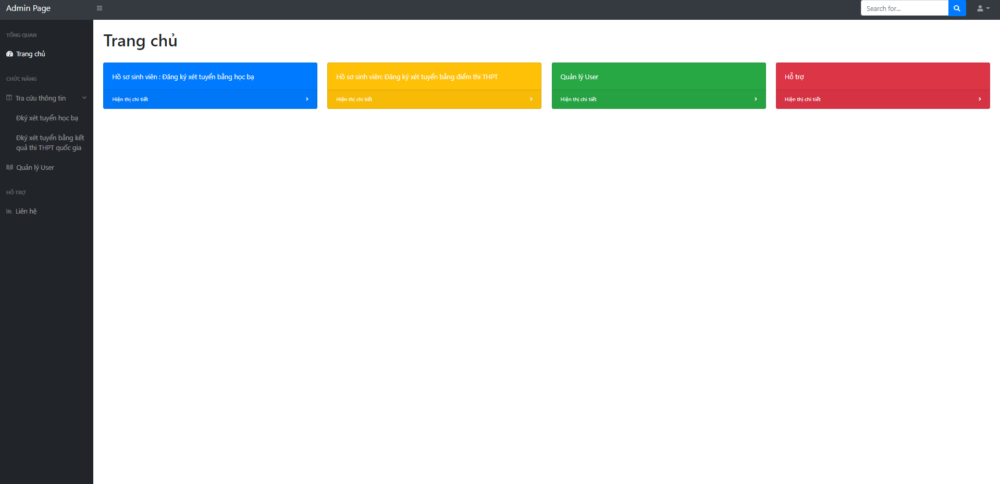 Admin Page
Search for...
TỔNG QUAN
Trang chủ
CHỨC NĂNG
Tra cứu thông tin
Đký xét tuyển học bạ
Đký xét tuyển bằng kết
quả thi THPT quốc gia
Quản lý User
HỖ TRỢ
Liên hệ
Trang chủ
Hồ sơ sinh viên : Đăng ký xét tuyển bằng học bạ
Hiện thị chi tiết
Hồ sơ sinh viên: Đăng ký xét tuyển bằng điểm thi THPT
Hiện thị chi tiết
Quản lý User
Hiện thị chi tiết
Hỗ trợ
Hiện thị chi tiết